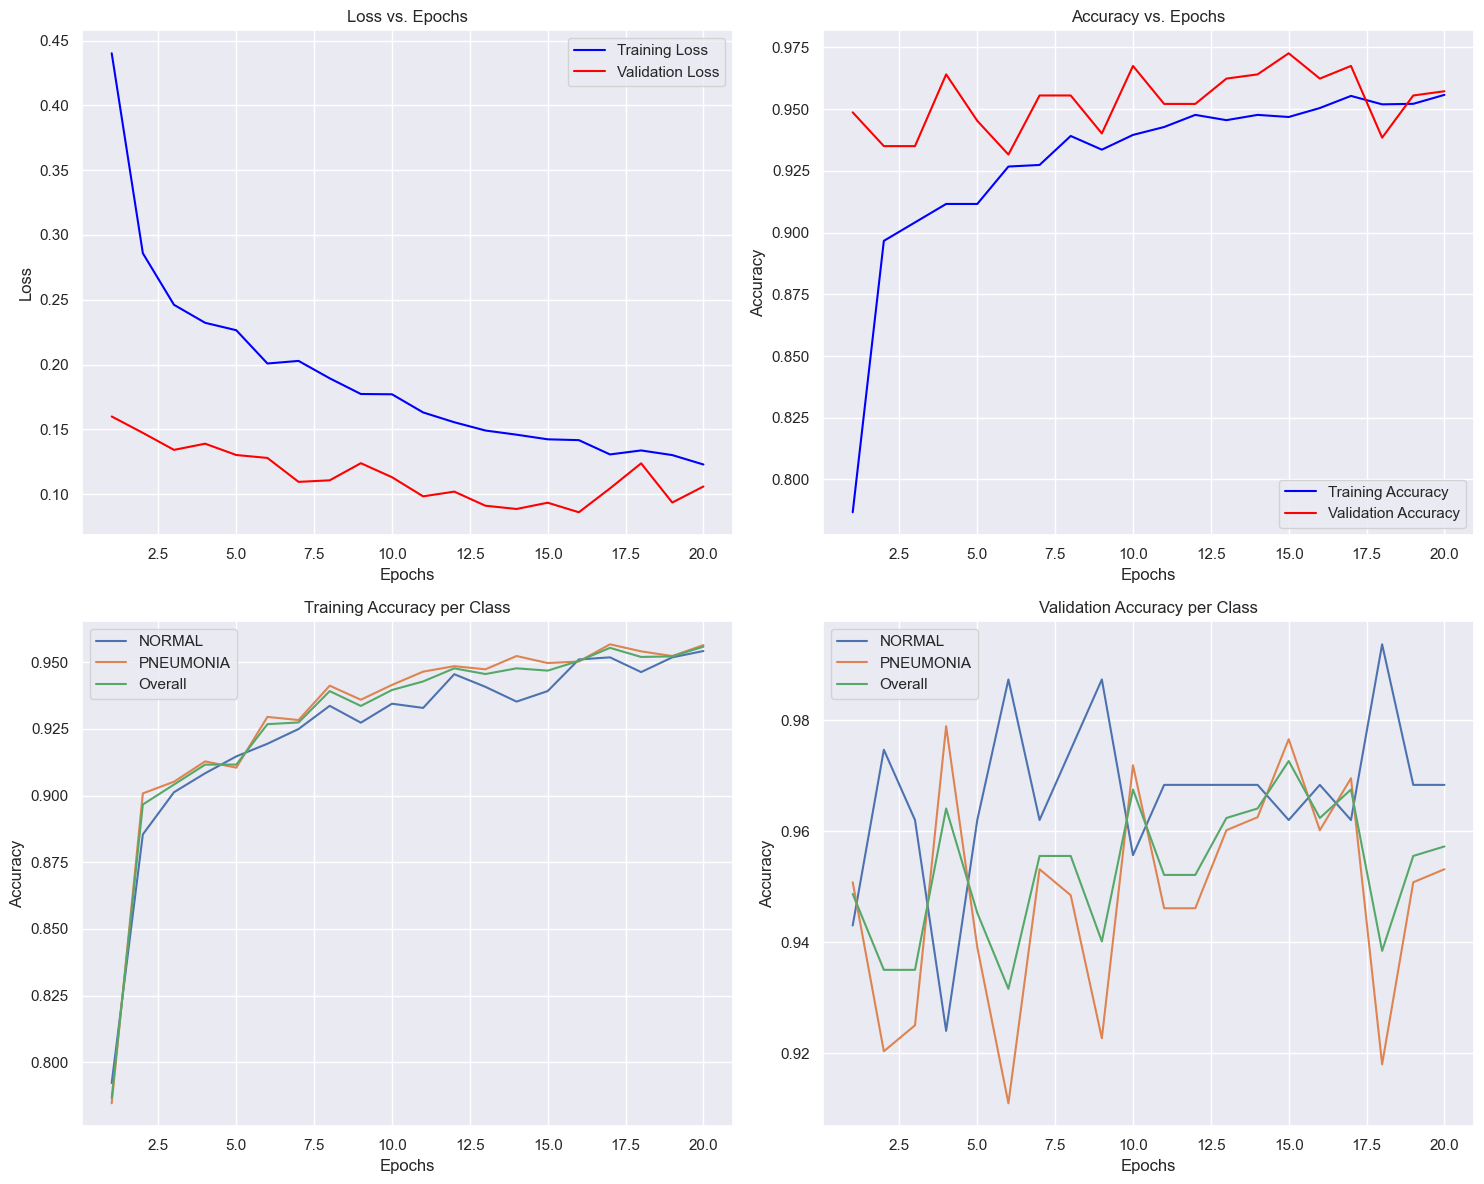 Loss vs. Epochs
0.45
0.40
0.35
0.30
0.25
0.20
0.15
0.10
Loss
Training Loss
Validation Loss
2.5 5.0 7.5 10.0 12.5 15.0 17.5 20.0
Epochs
Accuracy vs. Epochs
0.975
0.950
0.925
0.900
0.875
0.850
0.825
0.800
Accuracy
Training Accuracy
Validation Accuracy
2.5 5.0 7.5 10.0 12.5 15.0 17.5 20.0
Epochs
Training Accuracy per Class
NORMAL
PNEUMONIA
Overall
0.950
0.925
0.900
0.875
0.850
0.825
0.800
Accuracy
2.5 5.0 7.5 10.0 12.5 15.0 17.5 20.0
Epochs
Validation Accuracy per Class
NORMAL
PNEUMONIA
Overall
0.98
0.96
0.94
0.92
Accuracy
2.5 5.0 7.5 10.0 12.5 15.0 17.5 20.0
Epochs